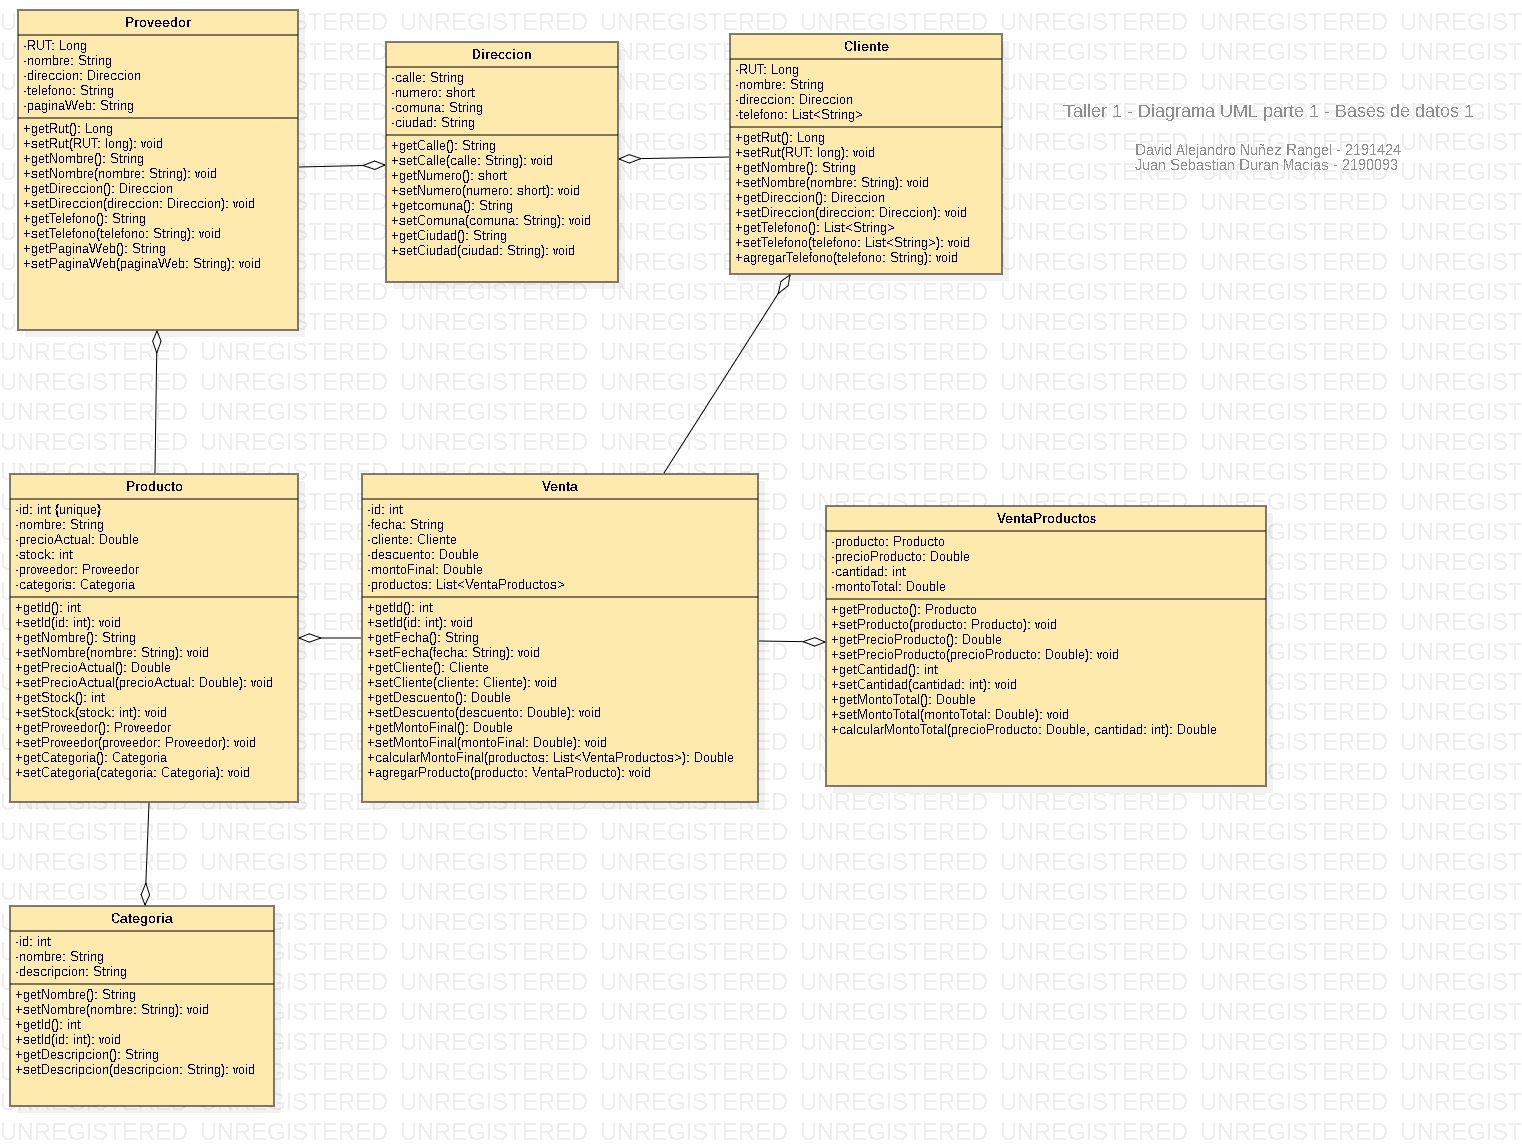 Proveedor
-RUT: Long
-nombre: String
-direccion: Direccion
-telefono: String
-paginaWeb: String
+getRut(): Long
+setRut(RUT: long): void
+getNombre(): String
+setNombre(nombre: String): void
+getDireccion(): Direccion
+setDireccion(direccion: Direccion): void
+getTelefono(): String
+setTelefono(telefono: String): void
+getPaginaWeb(): String
+setPaginaWeb(paginaWeb: String): void
Direccion
-calle: String
-numero: short
-comuna: String
-ciudad: String
+getCalle(): String
+setCalle(calle: String): void
+getNumero(): short
+setNumero(numero: short): void
+getcomuna(): String
+setComuna(comuna: String): void
+getCiudad(): String
+setCiudad(ciudad: String): void
Cliente
-RUT: Long
-nombre: String
-direccion: Direccion
-telefono: List<String>
+getRut(): Long
+setRut(RUT: long): void
+getNombre(): String
+setNombre(nombre: String): void
+getDireccion(): Direccion
+setDireccion(direccion: Direccion): void
+getTelefono(): List<String>
+setTelefono(telefono: List<String>): void
+agregarTelefono(telefono: String): void
Taller 1 - Diagrama UML parte 1 - Bases de datos 1
David Alejandro Nuñez Rangel - 2191424
Juan Sebastian Duran Macias - 2190093
Producto
-id: int {unique}
-nombre: String
-precioActual: Double
-stock: int
-proveedor: Proveedor
-categoris: Categoria
+getId(): int
+setId(id: int): void
+getNombre(): String
+setNombre(nombre: String): void
+getPrecioActual(): Double
+setPrecioActual(precioActual: Double): void
+getStock(): int
+setStock(stock: int): void
+getProveedor(): Proveedor
+setProveedor(proveedor: Proveedor): void
+getCategoria(): Categoria
+setCategoria(categoria: Categoria): void
Venta
-id: int
-fecha: String
-cliente: Cliente
-descuento: Double
-montoFinal: Double
-productos: List<VentaProductos>
+getId(): int
+setId(id: int): void
+getFecha(): String
+setFecha(fecha: String): void
+getCliente(): Cliente
+setCliente(cliente: Cliente): void
+getDescuento(): Double
+setDescuento(descuento: Double): void
+getMontoFinal(): Double
+setMontoFinal(montoFinal: Double): void
+calcularMontoFinal(productos: List<VentaProductos>): Double
+agregarProducto(producto: VentaProducto): void
VentaProductos
-producto: Producto
-precioProducto: Double
-cantidad: int
-montoTotal: Double
+getProducto(): Producto
+setProducto(producto: Producto): void
+getPrecioProducto(): Double
+setPrecioProducto(precioProducto: Double): void
+getCantidad(): int
+setCantidad(cantidad: int): void
+getMontoTotal(): Double
+setMontoTotal(montoTotal: Double): void
+calcularMontoTotal(precioProducto: Double, cantidad: int): Double
Categoria
-id: int
-nombre: String
-descripcion: String
+getNombre(): String
+setNombre(nombre: String): void
+getId(): int
+setId(id: int): void
+getDescripcion(): String
+setDescripcion(descripcion: String): void
UNREGISTERED